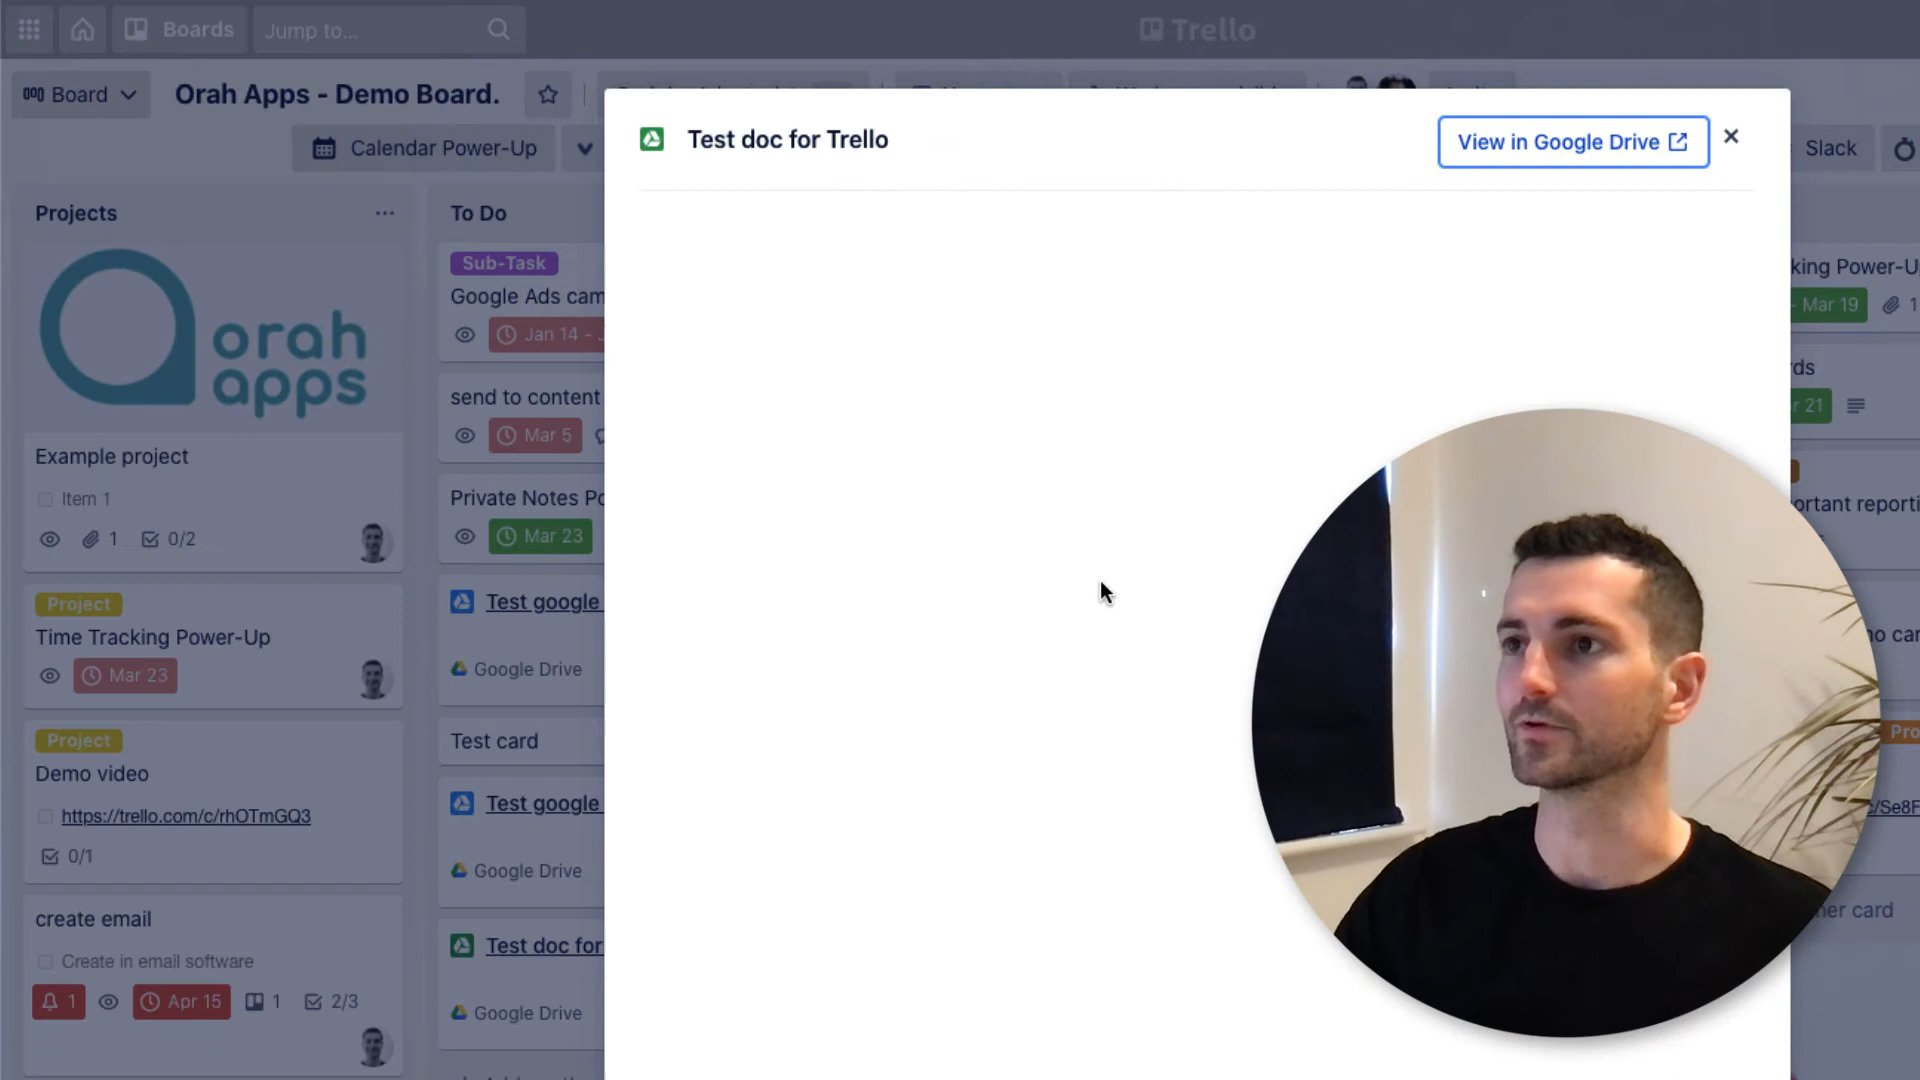 Boards
Jump to...
Trello
Board
Orah Apps - Demo Board.
Calendar Power-Up
Slack
Test doc for Trello
View in Google Drive
Projects
orah
apps
Example project
Item 1
1
0/2
Project
Time Tracking Power-Up
Mar 23
Project
Demo video
https://trello.com/c/rhOTmGQ3
0/1
create email
Create in email software
1
Apr 15
1
2/3
To Do
Sub-Task
Google Ads cam
Jan 14 -
send to content
Mar 5
Private Notes Po
Mar 23
Test google
Google Drive
Test card
Test google
Google Drive
Test doc for
Google Drive
king Power-U
- Mar 19
1
rds
r 21
ortant reporti
no car
Pro
c/Se8F
her card